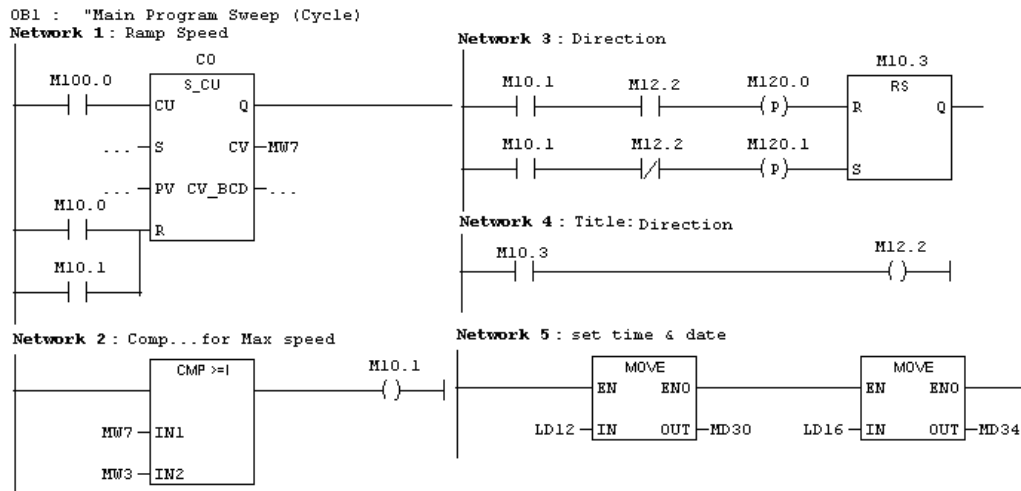 OB1 :  "Main Program Sweep (Cycle)
Network 1 : Ramp Speed
C0
M100.0
S_CU
CU Q
... S CV MW7
... PV CV_BCD ...
M10.0
R
M10.1
Network 2 : Comp...for Max speed
CMP >=I
M10.1
( )
MW7 IN1
MW3 IN2
Network 3 : Direction
M10.3
M10.1 M12.2 M120.0 RS
(P) R Q
M10.1 M12.2 M120.1
(P) S
Network 4 : Title: Direction
M10.3 M12.2
( )
Network 5 : set time & date
MOVE MOVE
EN ENO EN ENO
LD12 IN OUT MD30 LD16 IN OUT MD34